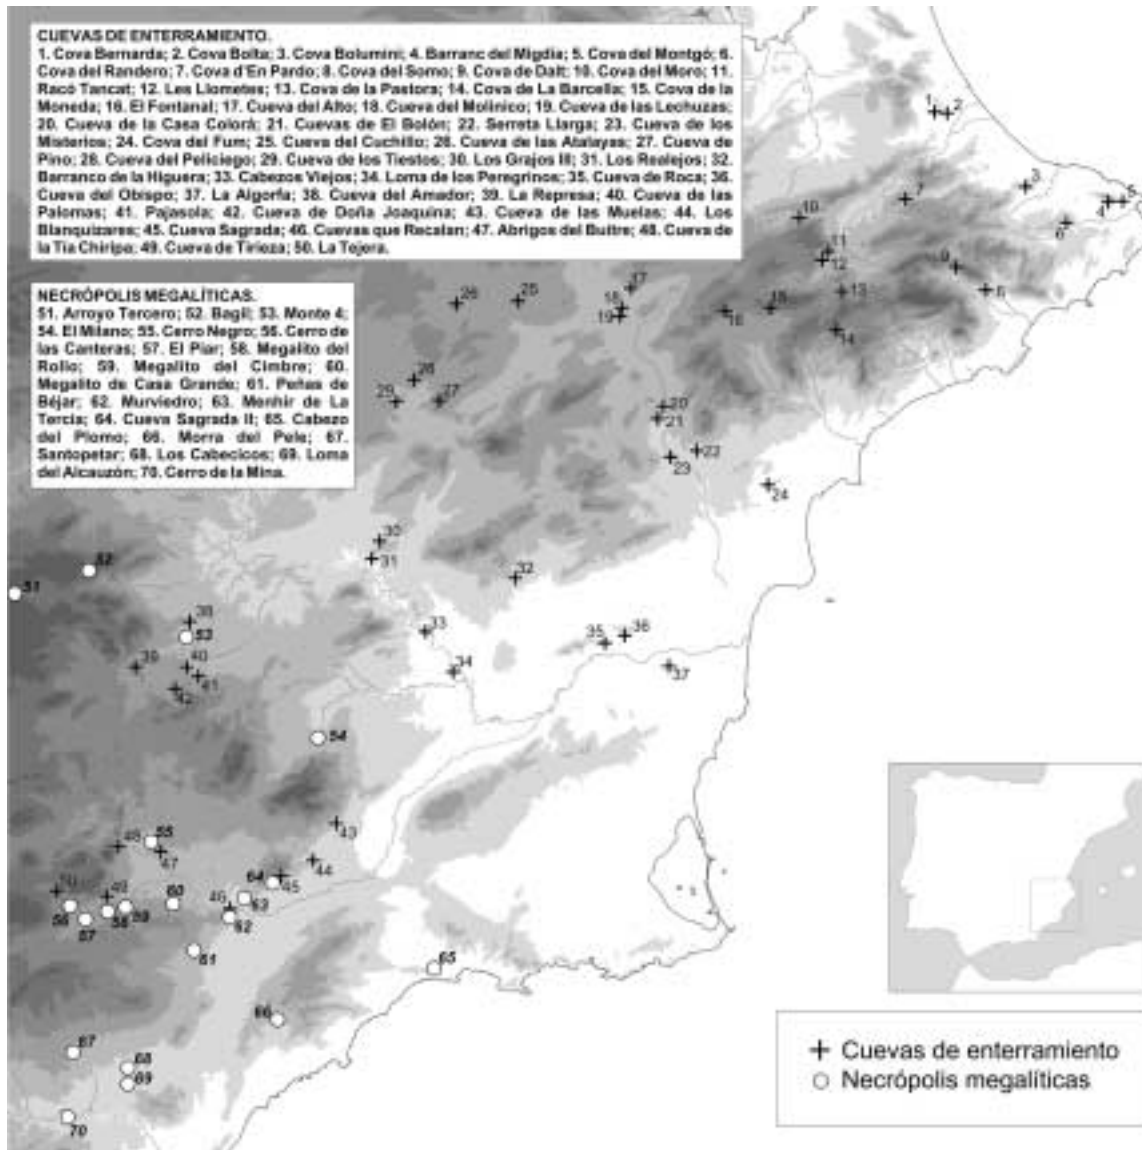 CUEVAS DE ENTERRAMIENTO.
1. Cova Bernarda; 2. Cova Bolta; 3. Cova Bolumini; 4. Barranc del Migdia; 5. Cova del Montgó; 6.
Cova del Randero; 7. Cova d'En Pardo; 8. Cova del Somo; 9. Cova de Dalt; 10. Cova del Moro; 11.
Racó Tancat; 12. Les Llometes; 13. Cova de la Pastora; 14. Cova de La Barcella; 15. Cova de la
Moneda; 16. El Fontanal; 17. Cueva del Alto; 18. Cueva del Molinico; 19. Cueva de las Lechuzas;
20. Cueva de la Casa Colorá; 21. Cuevas de El Bolón; 22. Serreta Llarga; 23. Cueva de los
Misterios; 24. Cova del Fum; 25. Cueva del Cuchillo; 26. Cueva de las Atalayas; 27. Cueva de
Pino; 28. Cueva del Peliciego; 29. Cueva de los Tiestos; 30. Los Grajos III; 31. Los Realejos; 32.
Barranco de la Higuera; 33. Cabezos Viejos; 34. Loma de los Peregrinos; 35. Cueva de Roca; 36.
Cueva del Obispo; 37. La Algorfa; 38. Cueva del Amador; 39. La Represa; 40. Cueva de las
Palomas; 41. Pajasola; 42. Cueva de Doña Joaquina; 43. Cueva de las Muelas; 44. Los
Blanquizares; 45. Cueva Sagrada; 46. Cuevas que Recalan; 47. Abrigos del Buitre; 48. Cueva de
la Tía Chiripa; 49. Cueva de Tirieza; 50. La Tejera.
NECRÓPOLIS MEGALÍTICAS.
51. Arroyo Tercero; 52. Bagil; 53. Monte 4;
54. El Milano; 55. Cerro Negro; 56. Cerro de
las Canteras; 57. El Piar; 58. Megalito del
Rollo; 59. Megalito del Cimbre; 60.
Megalito de Casa Grande; 61. Peñas de
Béjar; 62. Murviedro; 63. Menhir de La
Tercia; 64. Cueva Sagrada II; 65. Cabezo
del Plomo; 66. Morra del Pele; 67.
Santopetar; 68. Los Cabecicos; 69. Loma
del Alcauzón; 70. Cerro de la Mina.
1
2
3
5
4
7
10
6
11
12
9
17
13
26
25
18
15
19
16
14
29
27
20
21
22
23
24
30
31
52
32
51
38
33
36
53
35
39
40
34
37
41
42
54
43
55
48
47
44
64
45
49
60
63
46
56
58
59
57
62
61
65
66
67
68
69
70
+ Cuevas de enterramiento
○ Necrópolis megalíticas